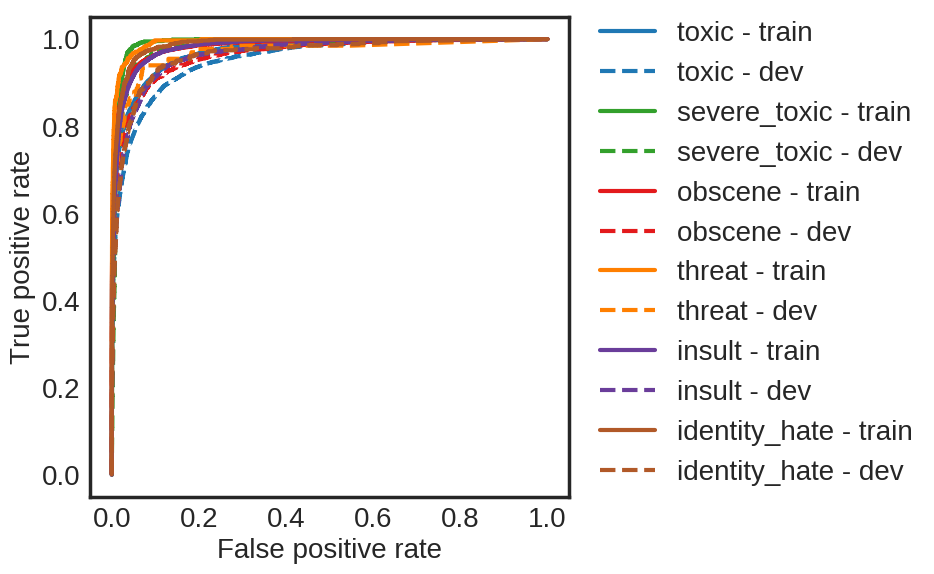 True positive rate
1.0
0.8
0.6
0.4
0.2
0.0
0.0 0.2 0.4 0.6 0.8 1.0
False positive rate
toxic - train
toxic - dev
severe_toxic - train
severe_toxic - dev
obscene - train
obscene - dev
threat - train
threat - dev
insult - train
insult - dev
identity_hate - train
identity_hate - dev